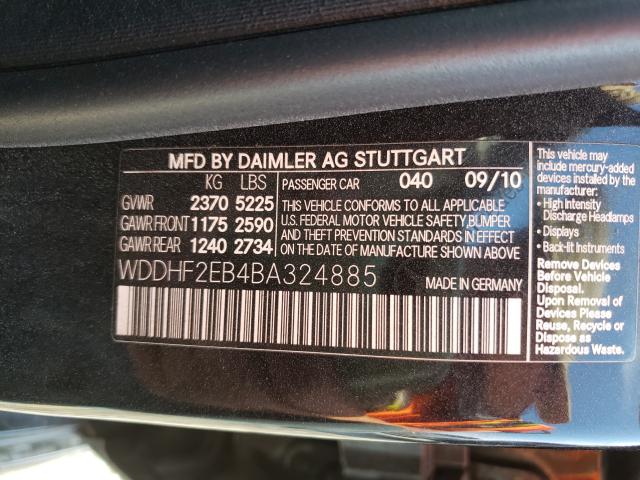 MFD BY DAIMLER AG STUTTGART
KG LBS
GVWR 2370 5225
GAWR FRONT 1175 2590
GAWR REAR 1240 2734
PASSENGER CAR 040 09/10
THIS VEHICLE CONFORMS TO ALL APPLICABLE
U.S. FEDERAL MOTOR VEHICLE SAFETY, BUMPER
AND THEFT PREVENTION STANDARDS IN EFFECT
ON THE DATE OF MANUFACTURE SHOWN ABOVE
WDDHF2EB4BA324885
MADE IN GERMANY
This vehicle may
include mercury-added
devices installed by the
manufacturer:
• High Intensity
Discharge Headlamps
• Displays
• Back-lit Instruments
Remove Devices
Before Vehicle
Disposal.
Upon Removal of
Devices Please
Reuse, Recycle or
Dispose as
Hazardous Waste.